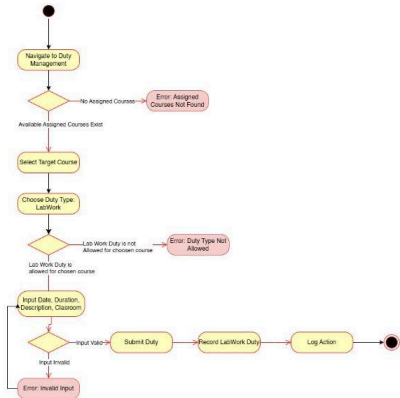 Navigate to Duty
Management
No Assigned Courses
Error: Assigned
Courses Not Found
Available Assigned Courses Exist
Select Target Course
Choose Duty Type:
LabWork
Lab Work Duty is not
Allowed for choosen course
Error: Duty Type Not
Allowed
Lab Work Duty is
allowed for chosen course
Input Date, Duration,
Description, Clasroom
Input Valid
Submit Duty
Record LabWork Duty
Log Action
Input Invalid
Error: Invalid Input